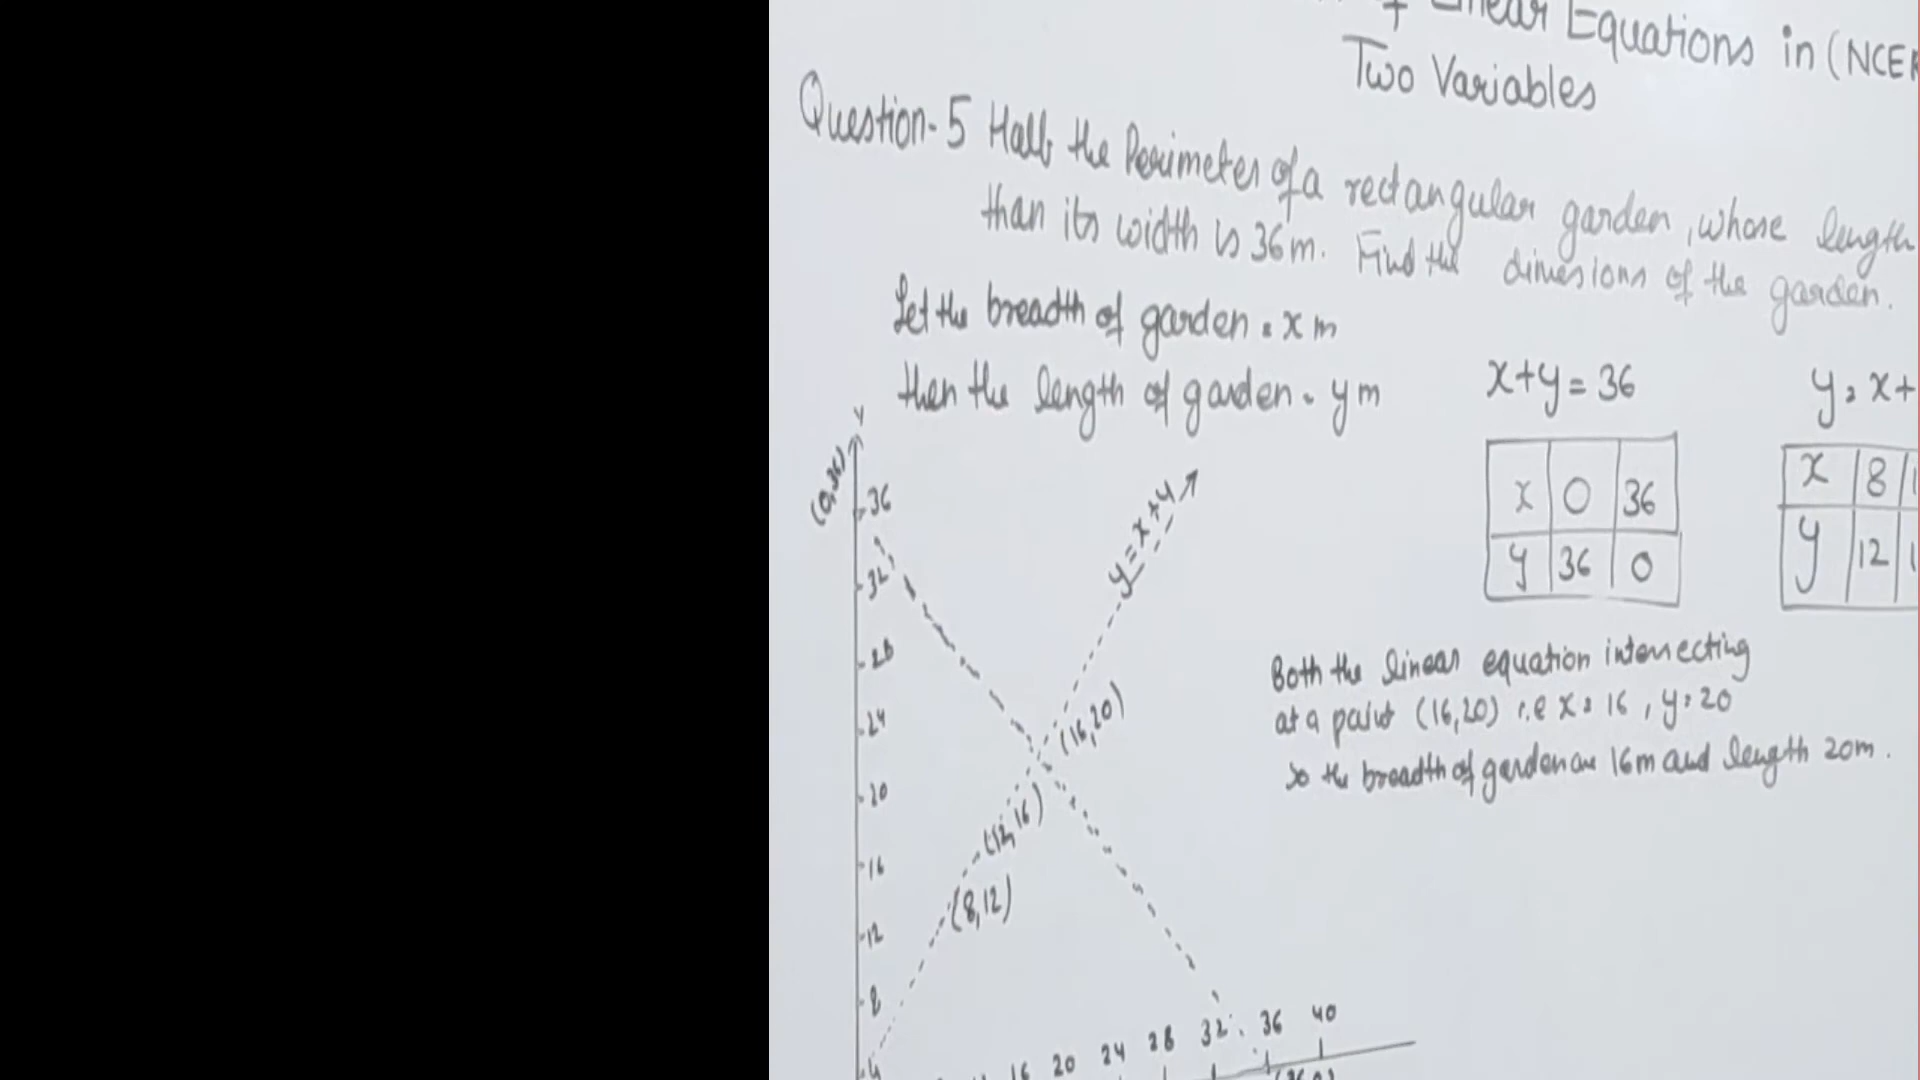 Linear Equations in (NCE
Two Variables
Question-5 Half the Perimeter of a rectangular garden, whose length
than its width is 36m. Find the dimesions of the garden.
Let the breadth of garden = x m
then the length of garden = y m
x+y=36
y=x+
x 0 36
y 36 0
x 8
y 12
Both the linear equation intersecting
at a point (16,20) i.e x=16, y=20
so the breadth of garden are 16m and length 20m.
Y
(0,36)
36
32
28
24
20
16
12
8
4
y=x+4
(16,20)
(12,16)
(8,12)
16 20 24 28 32 36 40